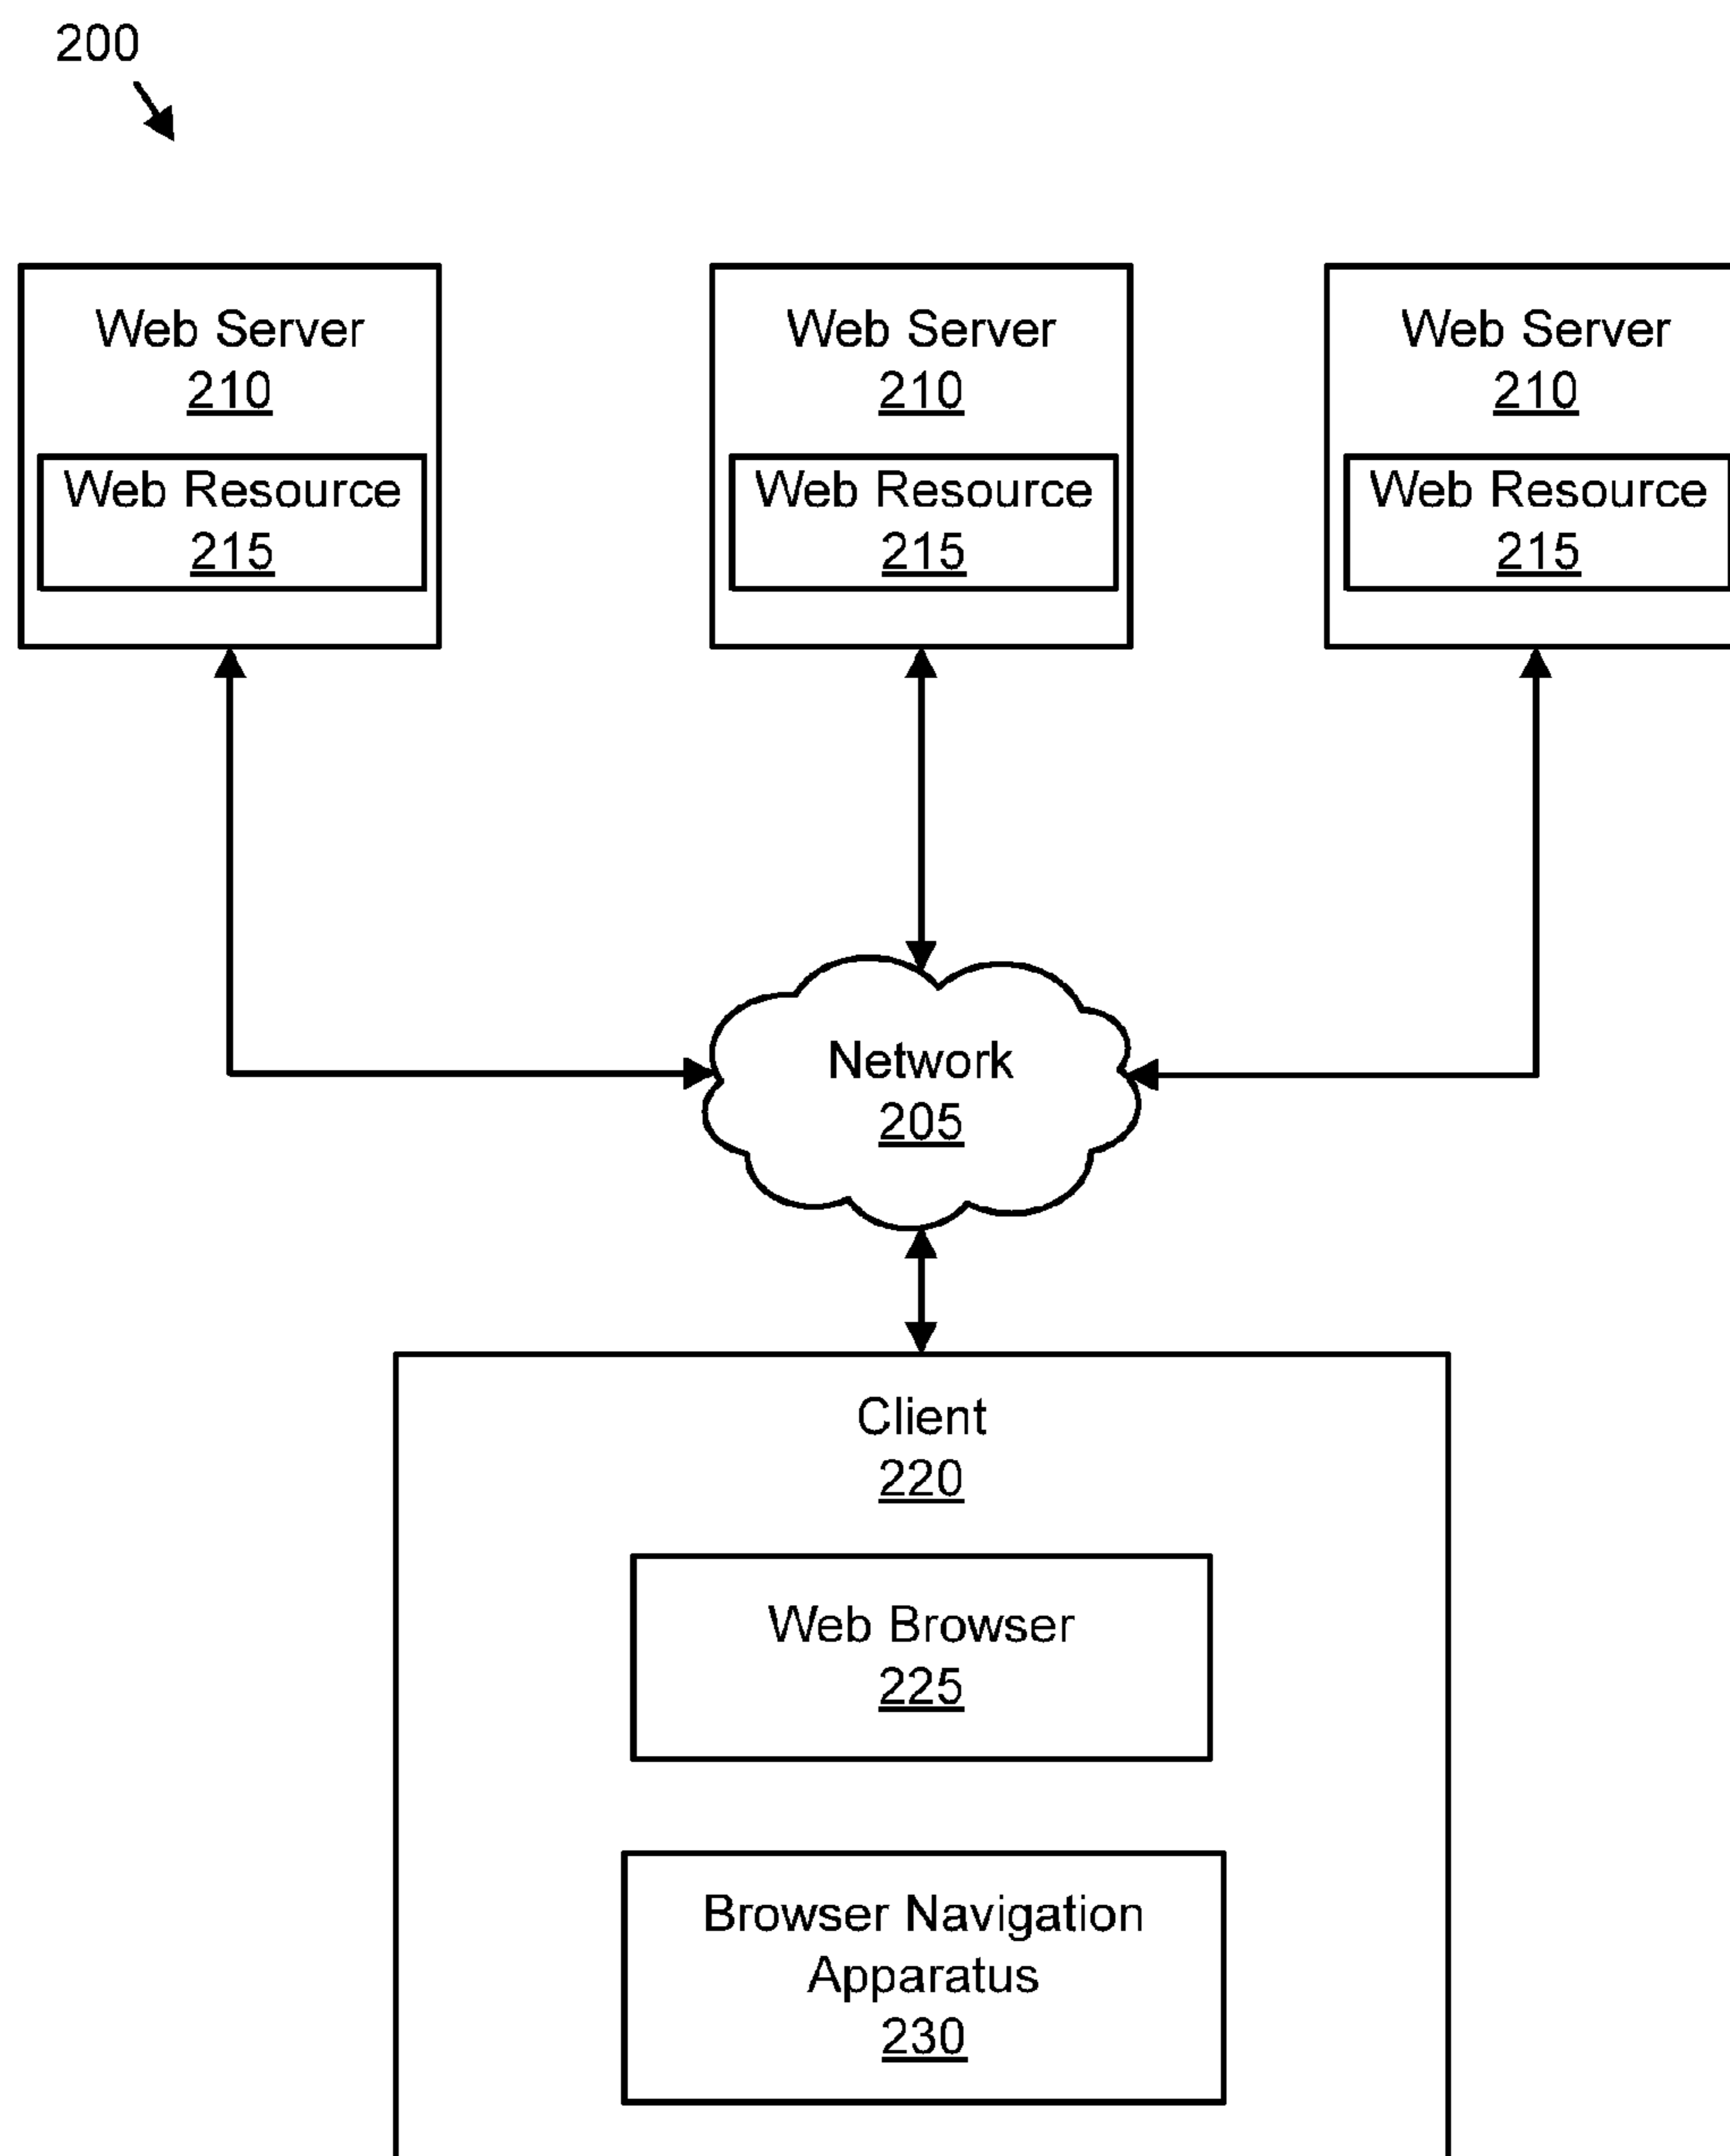 200
Web Server
210
Web Resource
215
Web Server
210
Web Resource
215
Web Server
210
Web Resource
215
Network
205
Client
220
Web Browser
225
Browser Navigation
Apparatus
230